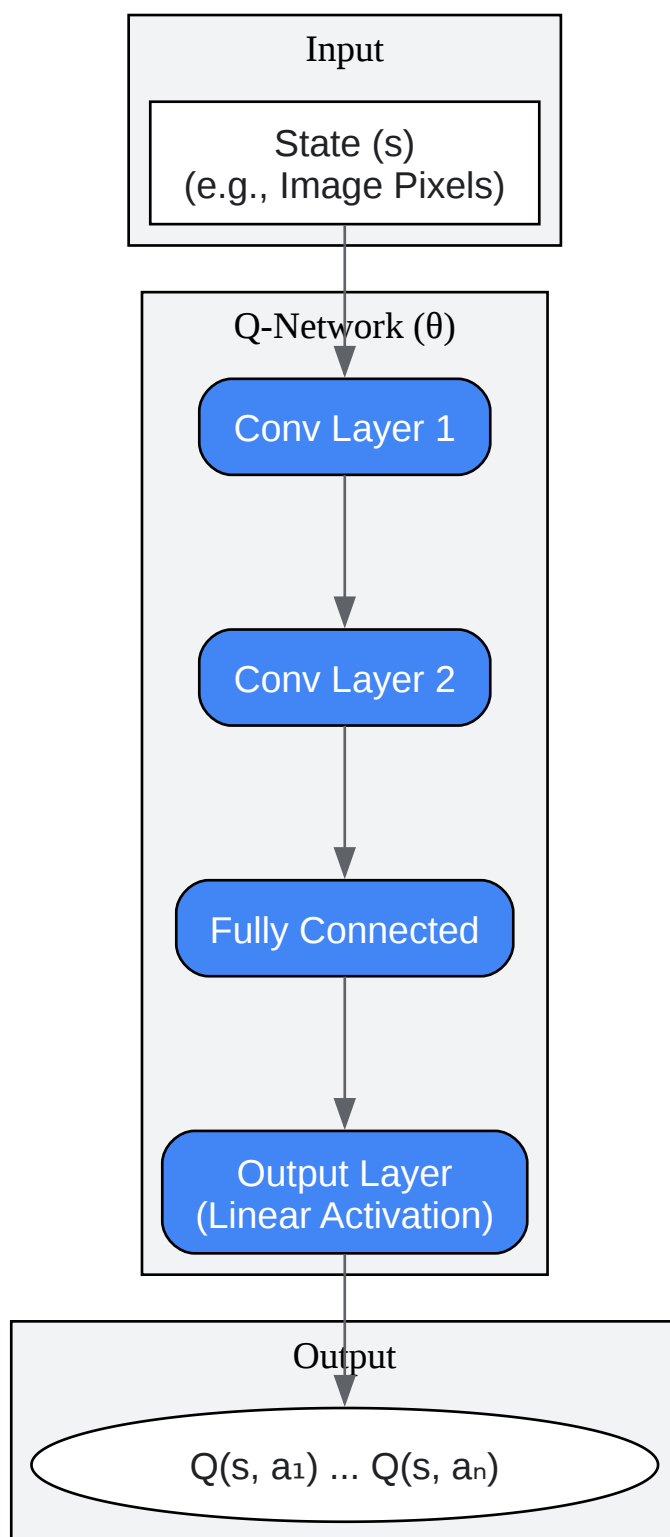 Input
State (s)
(e.g., Image Pixels)
Q-Network (θ)
Conv Layer 1
Conv Layer 2
Fully Connected
Output Layer
(Linear Activation)
Output
Q(s, a₁) ... Q(s, aₙ)